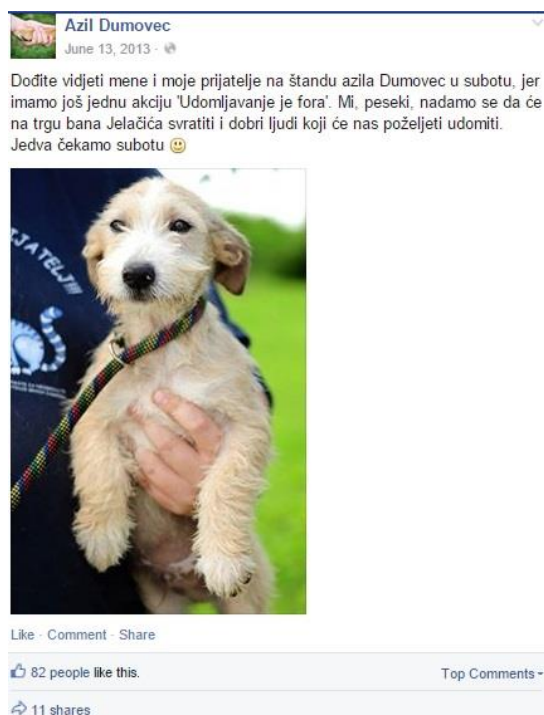 Azil Dumovec
June 13, 2013 ·
Dođite vidjeti mene i moje prijatelje na štandu azila Dumovec u subotu, jer
imamo još jednu akciju 'Udomljavanje je fora'. Mi, peseki, nadamo se da će
na trgu bana Jelačića svratiti i dobri ljudi koji će nas poželjeti udomiti.
Jedva čekamo subotu
IJATELJI!
Like · Comment · Share
82 people like this.
Top Comments
11 shares